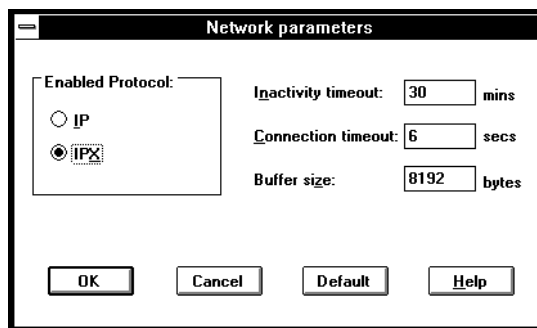 Network parameters
Enabled Protocol:
IP
IPX
Inactivity timeout: 30 mins
Connection timeout: 6 secs
Buffer size: 8192 bytes
OK Cancel Default Help